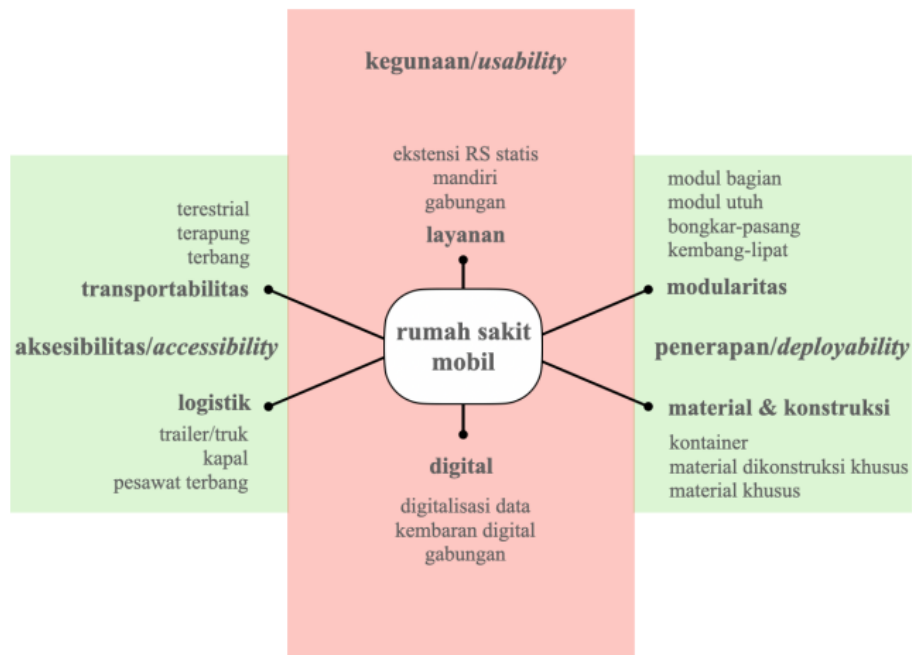 kegunaan/usability
ekstensi RS statis
mandiri
gabungan
layanan
terestrial
terapung
terbang
transportabilitas
aksesibilitas/accessibility
logistik
trailer/truk
kapal
pesawat terbang
rumah sakit
mobil
digital
digitalisasi data
kembaran digital
gabungan
modul bagian
modul utuh
bongkar-pasang
kembang-lipat
modularitas
penerapan/deployability
material & konstruksi
kontainer
material dikonstruksi khusus
material khusus